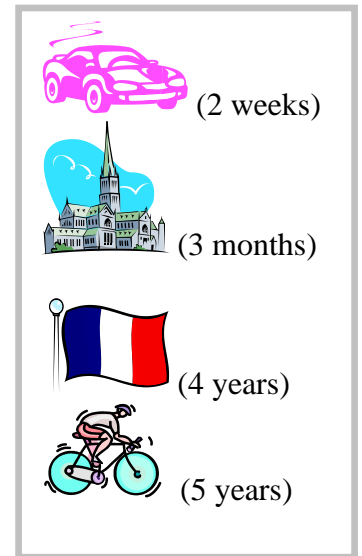 (2 weeks)
(3 months)
(4 years)
(5 years)